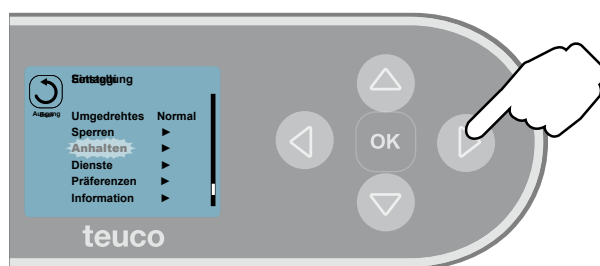 Umgedrehtes Normal
Sperren ►
Anhalten ►
Dienste ►
Präferenzen ►
Information ►
OK
teuco